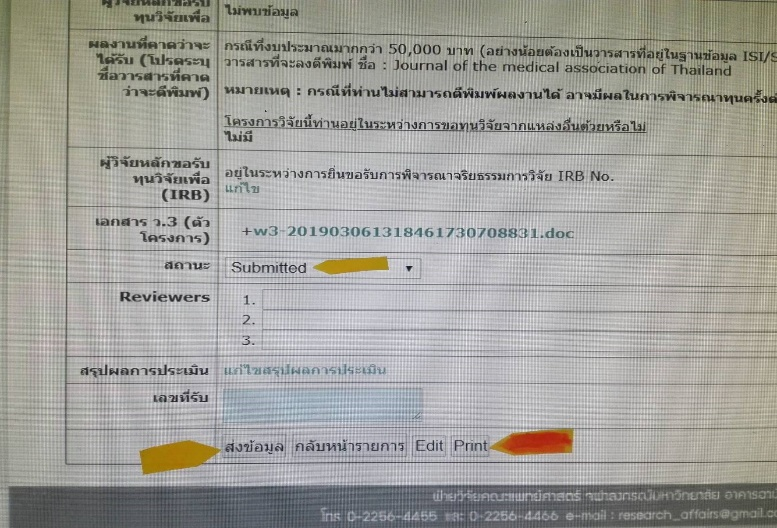 ผู้วิจัยหลักขอรับ
ทุนวิจัยเพื่อ
ไม่พบข้อมูล
ผลงานที่คาดว่าจะ
ได้รับ (โปรดระบุ
ชื่อวารสารที่คาด
ว่าจะตีพิมพ์)
กรณีที่งบประมาณมากกว่า 50,000 บาท (อย่างน้อยต้องเป็นวารสารที่อยู่ในฐานข้อมูล ISI/S
วารสารที่จะลงตีพิมพ์ ชื่อ : Journal of the medical association of Thailand
หมายเหตุ : กรณีที่ท่านไม่สามารถตีพิมพ์ผลงานได้ อาจมีผลในการพิจารณาทุนครั้งต่
โครงการวิจัยนี้ท่านอยู่ในระหว่างการขอทุนวิจัยจากแหล่งอื่นด้วยหรือไม่
ไม่มี
ผู้วิจัยหลักขอรับ
ทุนวิจัยเพื่อ
(IRB)
อยู่ในระหว่างการยื่นขอรับการพิจารณาจริยธรรมการวิจัย IRB No.
แก้ไข
เอกสาร ว.3 (ตัว
โครงการ)
+w3-201903061318461730708831.doc
สถานะ
Submitted
Reviewers
1.
2.
3.
สรุปผลการประเมิน
แก้ไขสรุปผลการประเมิน
เลขที่รับ
ส่งข้อมูล กลับหน้ารายการ Edit Print
ฝ่ายวิจัยคณะแพทย์ศาสตร์ จุฬาลงกรณ์มหาวิทยาลัย อาคารอาน
โทร 0-2256-4455 และ 0-2256-4466 e-mail : research_affairs@gmail.co